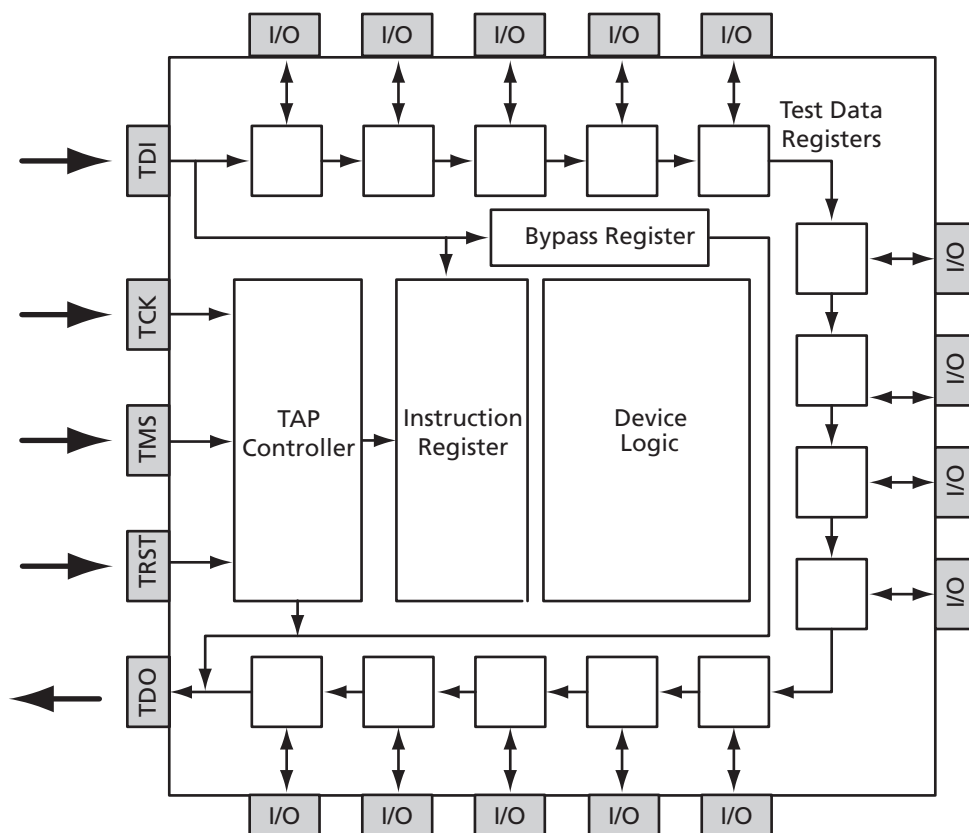 I/O
I/O
I/O
I/O
I/O
Test Data
Registers
TDI
Bypass Register
I/O
TCK
I/O
TAP
Controller
Instruction
Register
Device
Logic
TMS
I/O
TRST
I/O
TDO
I/O
I/O
I/O
I/O
I/O